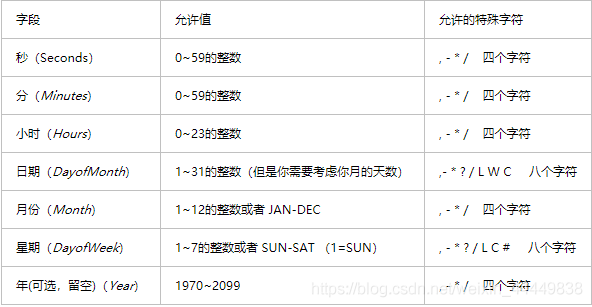 字段 允许值 允许的特殊字符
秒（Seconds） 0~59的整数 , - * / 四个字符
分（Minutes） 0~59的整数 , - * / 四个字符
小时（Hours） 0~23的整数 , - * / 四个字符
日期（DayofMonth） 1~31的整数（但是你需要考虑你月的天数） ,- * ? / L W C 八个字符
月份（Month） 1~12的整数或者 JAN-DEC , - * / 四个字符
星期（DayofWeek） 1~7的整数或者 SUN-SAT （1=SUN） , - * ? / L C # 八个字符
年(可选，留空)（Year） 1970~2099 , - * / 四个字符